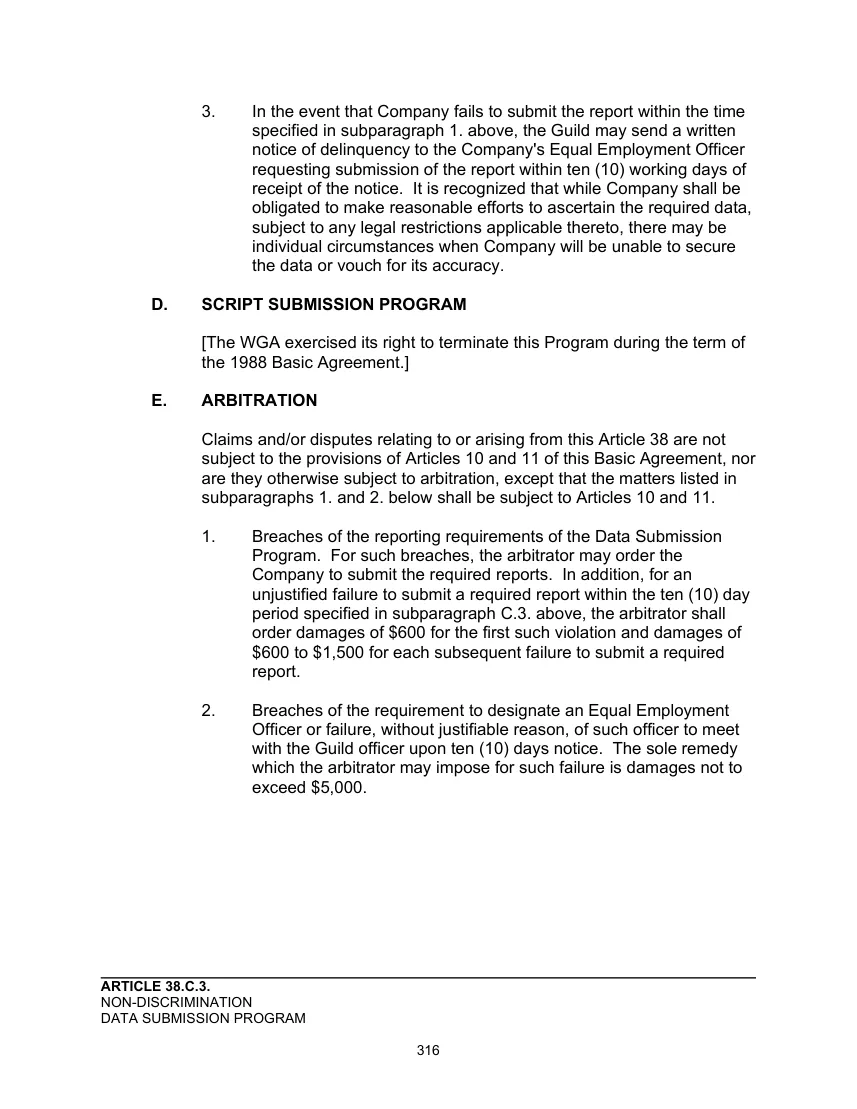 3. In the event that Company fails to submit the report within the time
specified in subparagraph 1. above, the Guild may send a written
notice of delinquency to the Company's Equal Employment Officer
requesting submission of the report within ten (10) working days of
receipt of the notice.  It is recognized that while Company shall be
obligated to make reasonable efforts to ascertain the required data,
subject to any legal restrictions applicable thereto, there may be
individual circumstances when Company will be unable to secure
the data or vouch for its accuracy.
D. SCRIPT SUBMISSION PROGRAM
[The WGA exercised its right to terminate this Program during the term of
the 1988 Basic Agreement.]
E. ARBITRATION
Claims and/or disputes relating to or arising from this Article 38 are not
subject to the provisions of Articles 10 and 11 of this Basic Agreement, nor
are they otherwise subject to arbitration, except that the matters listed in
subparagraphs 1. and 2. below shall be subject to Articles 10 and 11.
1. Breaches of the reporting requirements of the Data Submission
Program.  For such breaches, the arbitrator may order the
Company to submit the required reports.  In addition, for an
unjustified failure to submit a required report within the ten (10) day
period specified in subparagraph C.3. above, the arbitrator shall
order damages of $600 for the first such violation and damages of
$600 to $1,500 for each subsequent failure to submit a required
report.
2. Breaches of the requirement to designate an Equal Employment
Officer or failure, without justifiable reason, of such officer to meet
with the Guild officer upon ten (10) days notice.  The sole remedy
which the arbitrator may impose for such failure is damages not to
exceed $5,000.
ARTICLE 38.C.3.
NON-DISCRIMINATION
DATA SUBMISSION PROGRAM
316